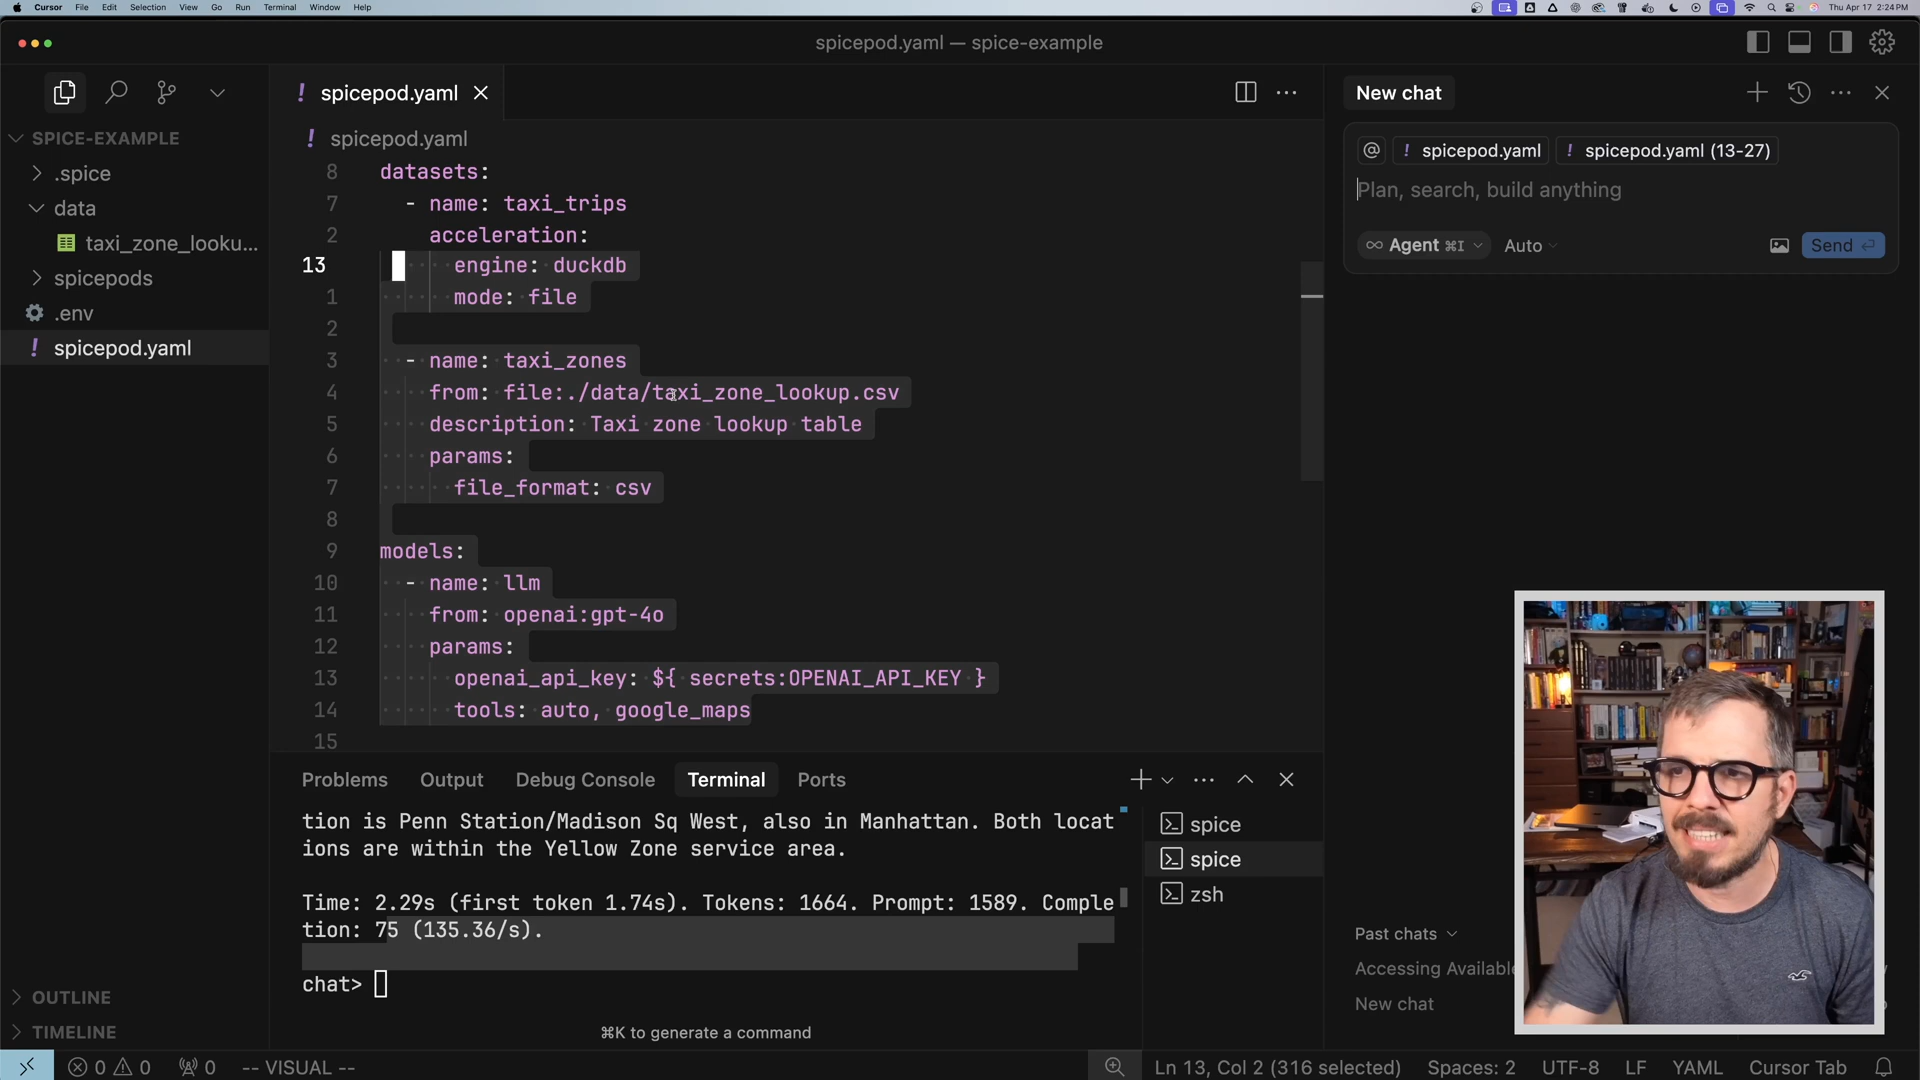 Cursor File Edit Selection View Go Run Terminal Window Help
Thu Apr 17 2:24 PM
spicepod.yaml — spice-example
spicepod.yaml
New chat
SPICE-EXAMPLE
.spice
data
taxi_zone_looku...
spicepods
.env
spicepod.yaml
spicepod.yaml
8 datasets:
7 - name: taxi_trips
2 acceleration:
13 engine: duckdb
1 mode: file
2
3 - name: taxi_zones
4 from: file:./data/taxi_zone_lookup.csv
5 description: Taxi zone lookup table
6 params:
7 file_format: csv
8
9 models:
10 - name: llm
11 from: openai:gpt-4o
12 params:
13 openai_api_key: ${ secrets:OPENAI_API_KEY }
14 tools: auto, google_maps
15
@ ! spicepod.yaml ! spicepod.yaml (13-27)
Plan, search, build anything
∞ Agent ⌘I Auto Send
Problems Output Debug Console Terminal Ports
tion is Penn Station/Madison Sq West, also in Manhattan. Both locat
ions are within the Yellow Zone service area.
Time: 2.29s (first token 1.74s). Tokens: 1664. Prompt: 1589. Comple
tion: 75 (135.36/s).
chat>
⌘K to generate a command
spice
spice
zsh
Past chats
Accessing Available
New chat
OUTLINE
TIMELINE
0 0 0 -- VISUAL -- Ln 13, Col 2 (316 selected) Spaces: 2 UTF-8 LF YAML Cursor Tab